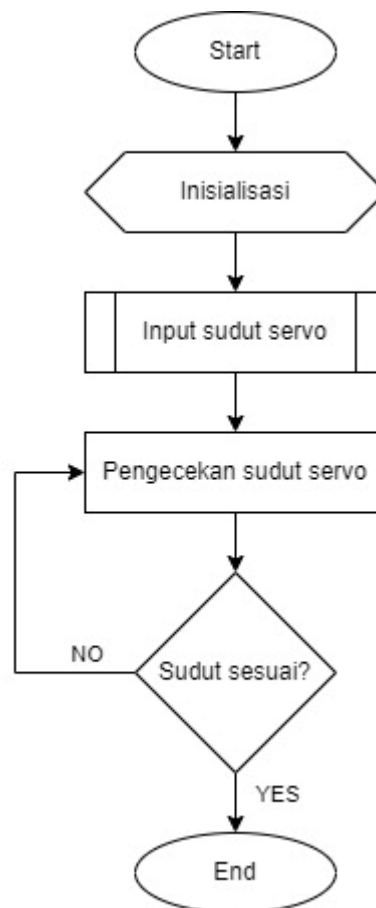 Start
Inisialisasi
Input sudut servo
Pengecekan sudut servo
Sudut sesuai?
NO
YES
End